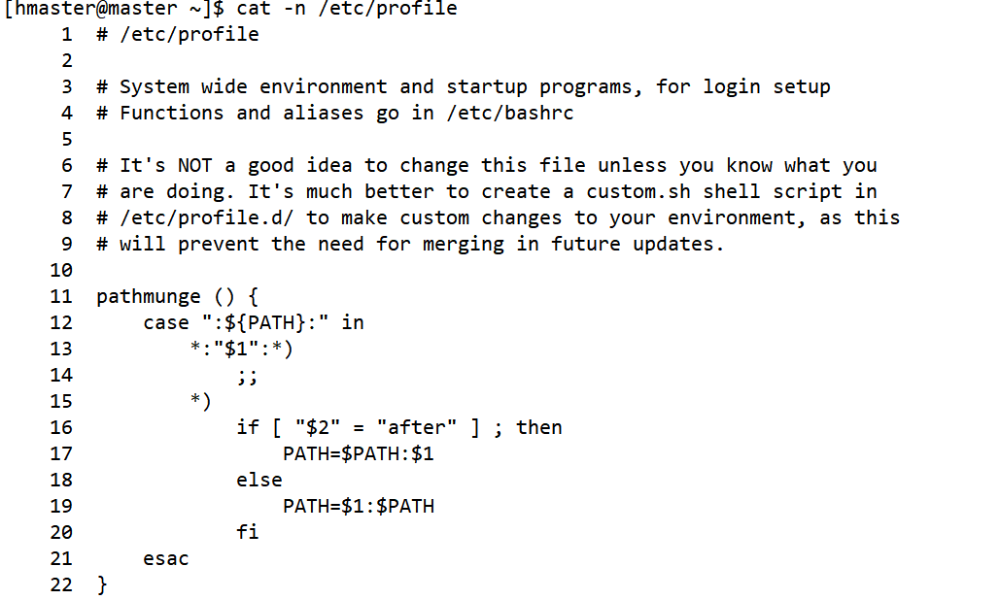 [hmaster@master ~]$ cat -n /etc/profile
     1  # /etc/profile
     2
     3  # System wide environment and startup programs, for login setup
     4  # Functions and aliases go in /etc/bashrc
     5
     6  # It's NOT a good idea to change this file unless you know what you
     7  # are doing. It's much better to create a custom.sh shell script in
     8  # /etc/profile.d/ to make custom changes to your environment, as this
     9  # will prevent the need for merging in future updates.
    10
    11  pathmunge () {
    12      case ":${PATH}:" in
    13          *:"$1":*)
    14              ;;
    15          *)
    16              if [ "$2" = "after" ] ; then
    17                  PATH=$PATH:$1
    18              else
    19                  PATH=$1:$PATH
    20              fi
    21      esac
    22  }